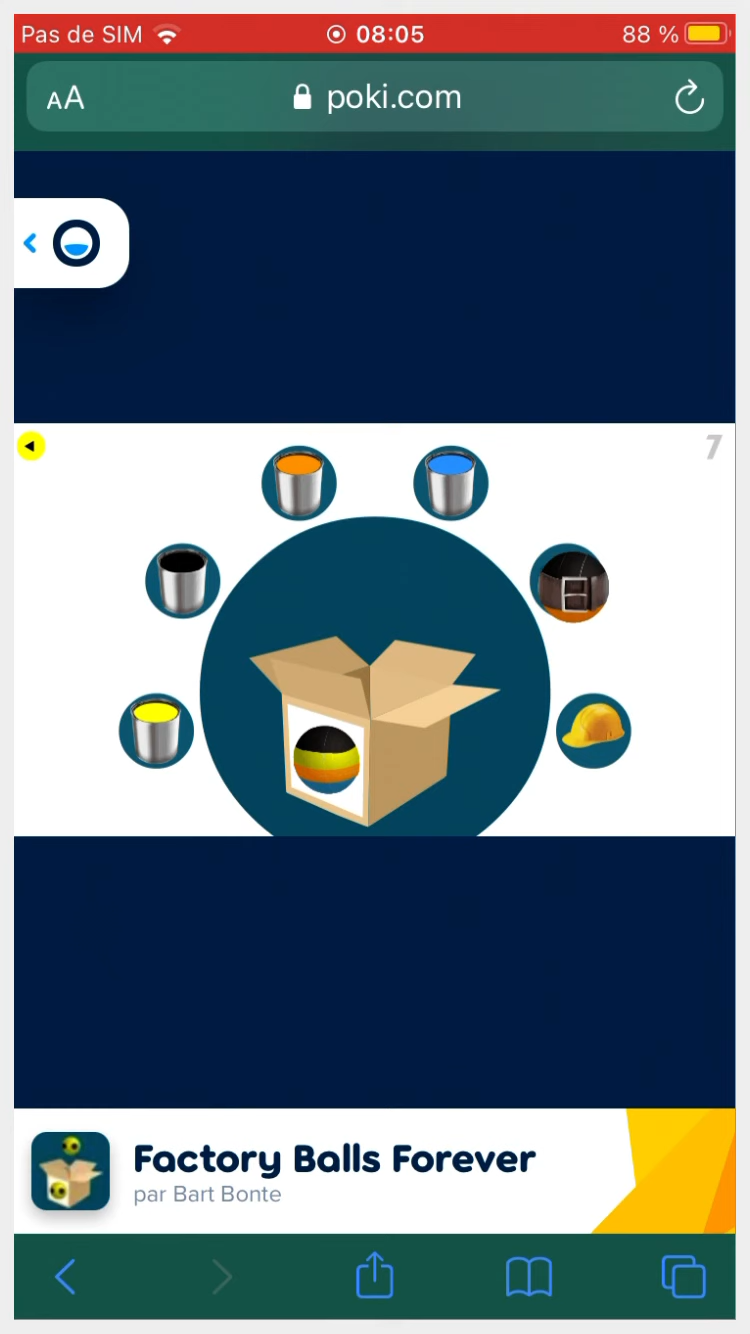 Pas de SIM 08:05 88 %
AA poki.com
7
Factory Balls Forever
par Bart Bonte